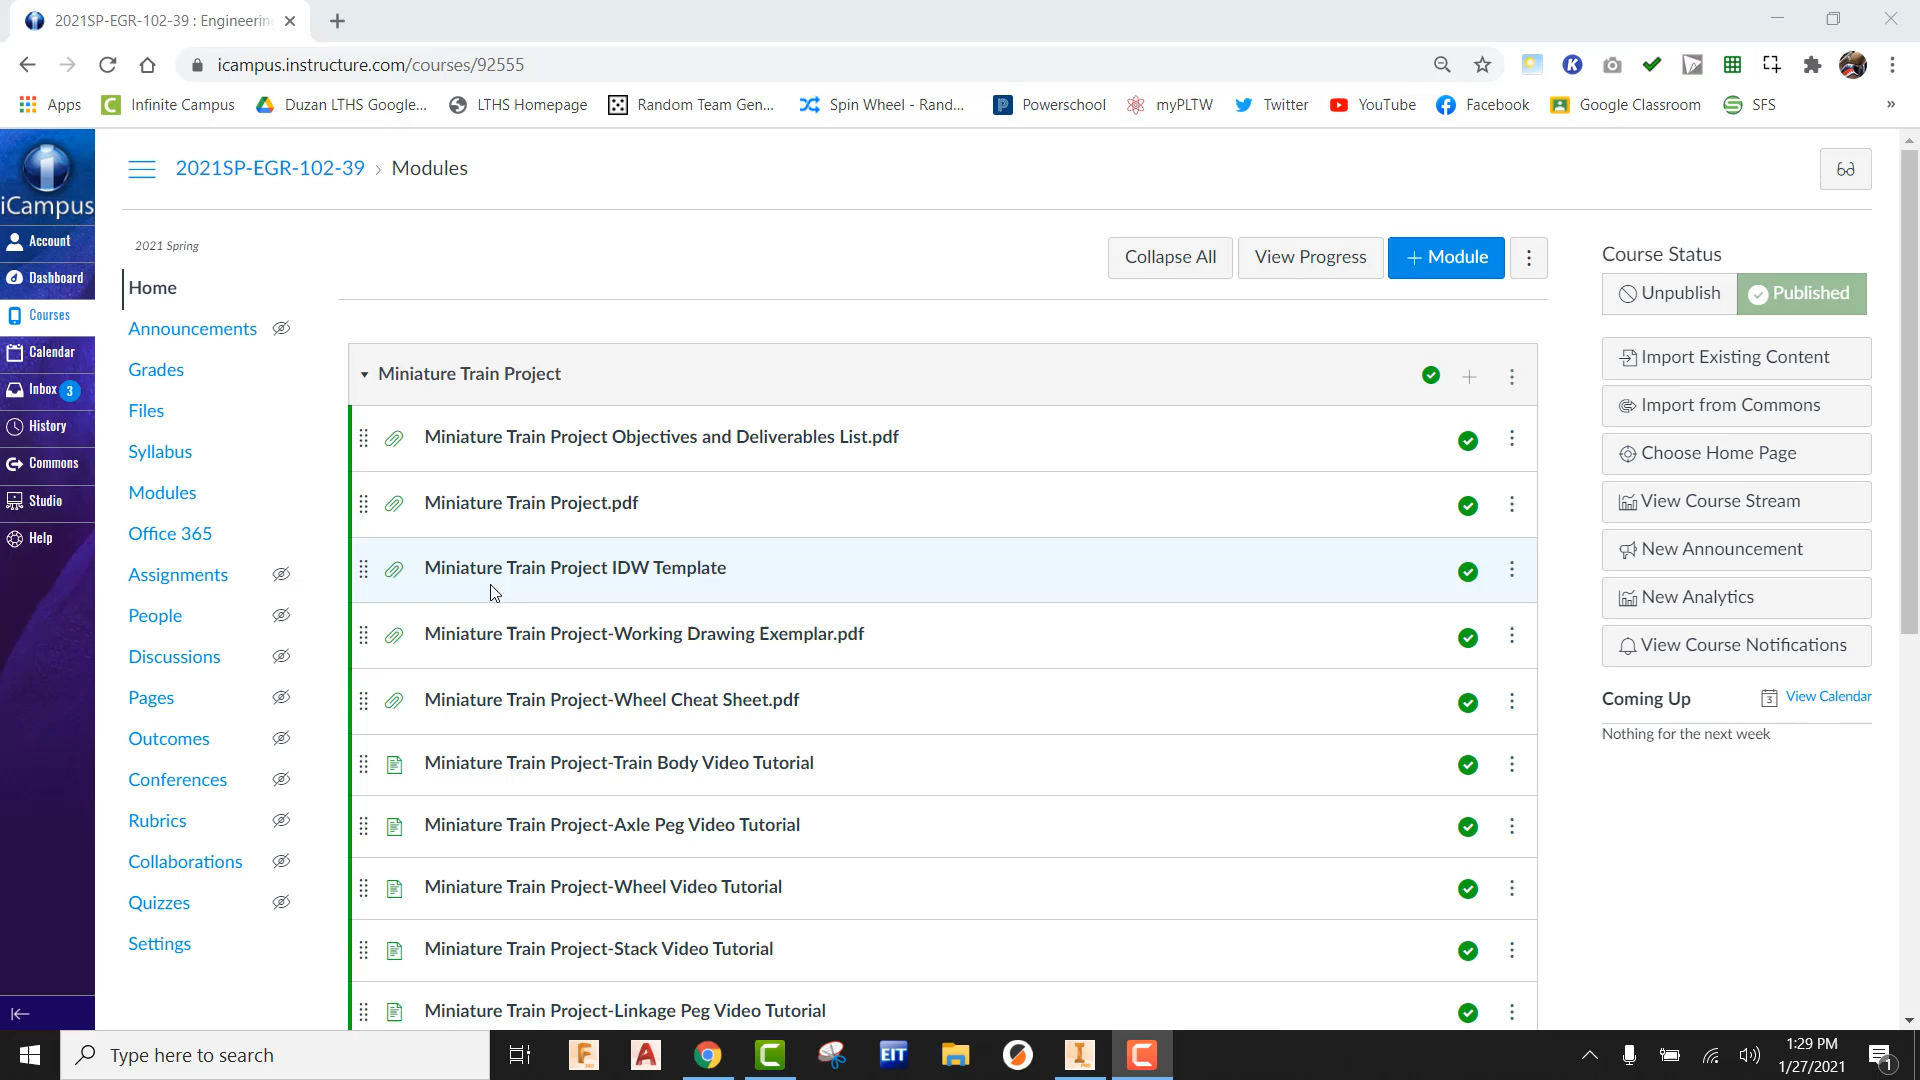 2021SP-EGR-102-39 : Engineerin
icampus.instructure.com/courses/92555
Apps
Infinite Campus
Duzan LTHS Google...
LTHS Homepage
Random Team Gen...
Spin Wheel - Rand...
Powerschool
myPLTW
Twitter
YouTube
Facebook
Google Classroom
SFS
»
iCampus
Account
Dashboard
Courses
Calendar
Inbox 3
History
Commons
Studio
Help
2021SP-EGR-102-39 › Modules
2021 Spring
Home
Announcements
Grades
Files
Syllabus
Modules
Office 365
Assignments
People
Discussions
Pages
Outcomes
Conferences
Rubrics
Collaborations
Quizzes
Settings
Collapse All
View Progress
+ Module
Miniature Train Project
Miniature Train Project Objectives and Deliverables List.pdf
Miniature Train Project.pdf
Miniature Train Project IDW Template
Miniature Train Project-Working Drawing Exemplar.pdf
Miniature Train Project-Wheel Cheat Sheet.pdf
Miniature Train Project-Train Body Video Tutorial
Miniature Train Project-Axle Peg Video Tutorial
Miniature Train Project-Wheel Video Tutorial
Miniature Train Project-Stack Video Tutorial
Miniature Train Project-Linkage Peg Video Tutorial
Course Status
Unpublish
Published
Import Existing Content
Import from Commons
Choose Home Page
View Course Stream
New Announcement
New Analytics
View Course Notifications
Coming Up
3 View Calendar
Nothing for the next week
Type here to search
EIT
1:29 PM
1/27/2021
1